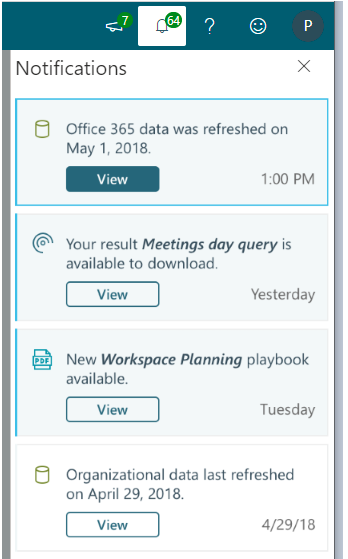 7
64
?
P
Notifications
Office 365 data was refreshed on
May 1, 2018.
View
1:00 PM
Your result Meetings day query is
available to download.
View
Yesterday
PDF
New Workspace Planning playbook
available.
View
Tuesday
Organizational data last refreshed
on April 29, 2018.
View
4/29/18